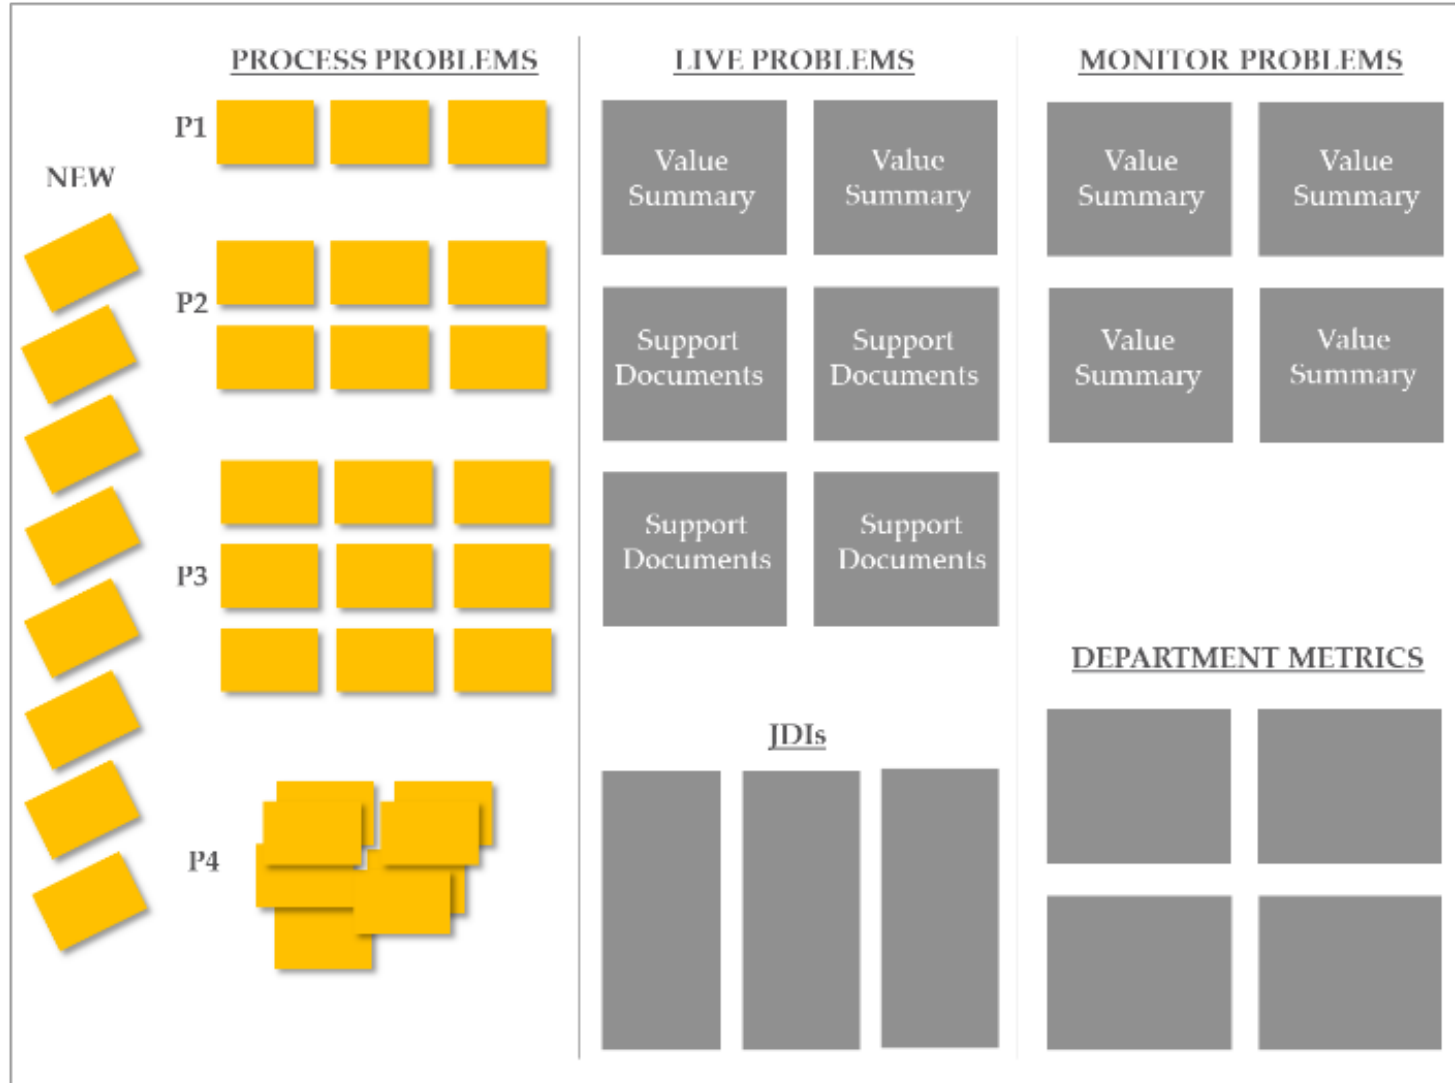 PROCESS PROBLEMS
P1
NEW
P2
P3
P4
LIVE PROBLEMS
Value
Summary
Value
Summary
Support
Documents
Support
Documents
Support
Documents
Support
Documents
JDIs
MONITOR PROBLEMS
Value
Summary
Value
Summary
Value
Summary
Value
Summary
DEPARTMENT METRICS